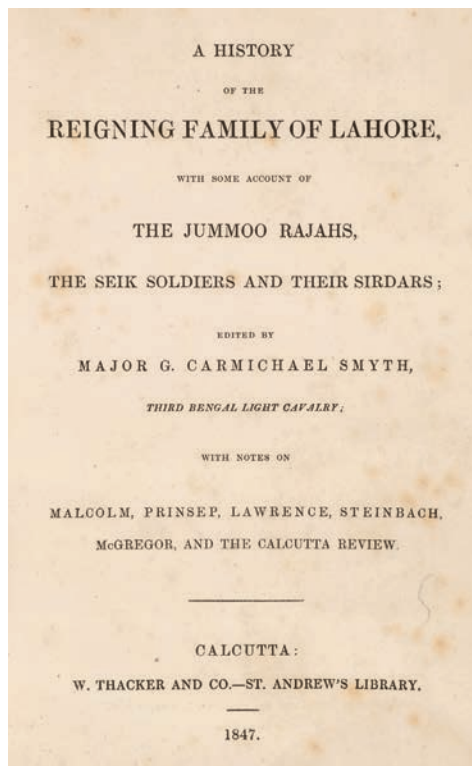 A HISTORY
OF THE
REIGNING FAMILY OF LAHORE,
WITH SOME ACCOUNT OF
THE JUMMOO RAJAHS,
THE SEIK SOLDIERS AND THEIR SIRDARS;
EDITED BY
MAJOR G. CARMICHAEL SMYTH,
THIRD BENGAL LIGHT CAVALRY;
WITH NOTES ON
MALCOLM, PRINSEP, LAWRENCE, STEINBACH,
McGREGOR, AND THE CALCUTTA REVIEW.
CALCUTTA:
W. THACKER AND CO.—ST. ANDREW'S LIBRARY.
1847.